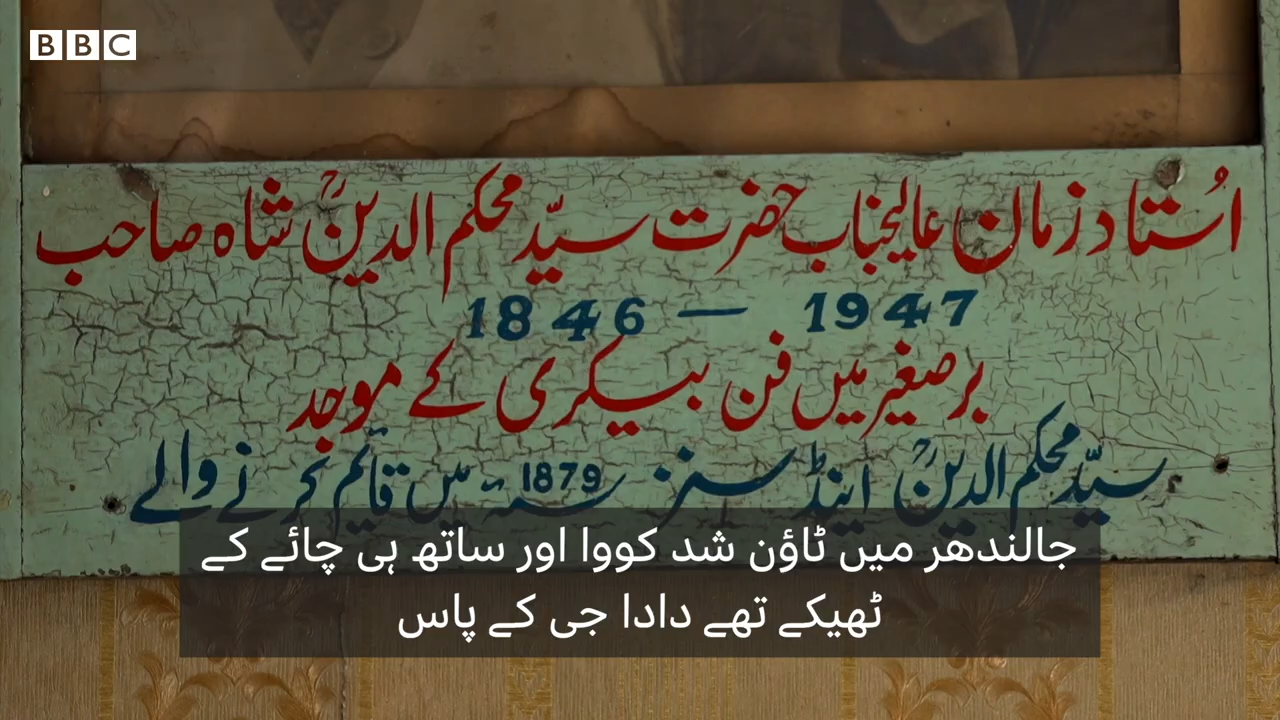 BBC
اُستاد زمان عالیجناب حضرت سیّد محکم الدینؒ شاہ صاحب
1846 — 1947
برصغیر میں فن بیکری کے موجد
سیّد محکم الدینؒ اینڈ سنز سنہ 1879 میں قائم کرنے والے
جالندھر میں ٹاؤن شد کووا اور ساتھ ہی چائے کے
ٹھیکے تھے دادا جی کے پاس